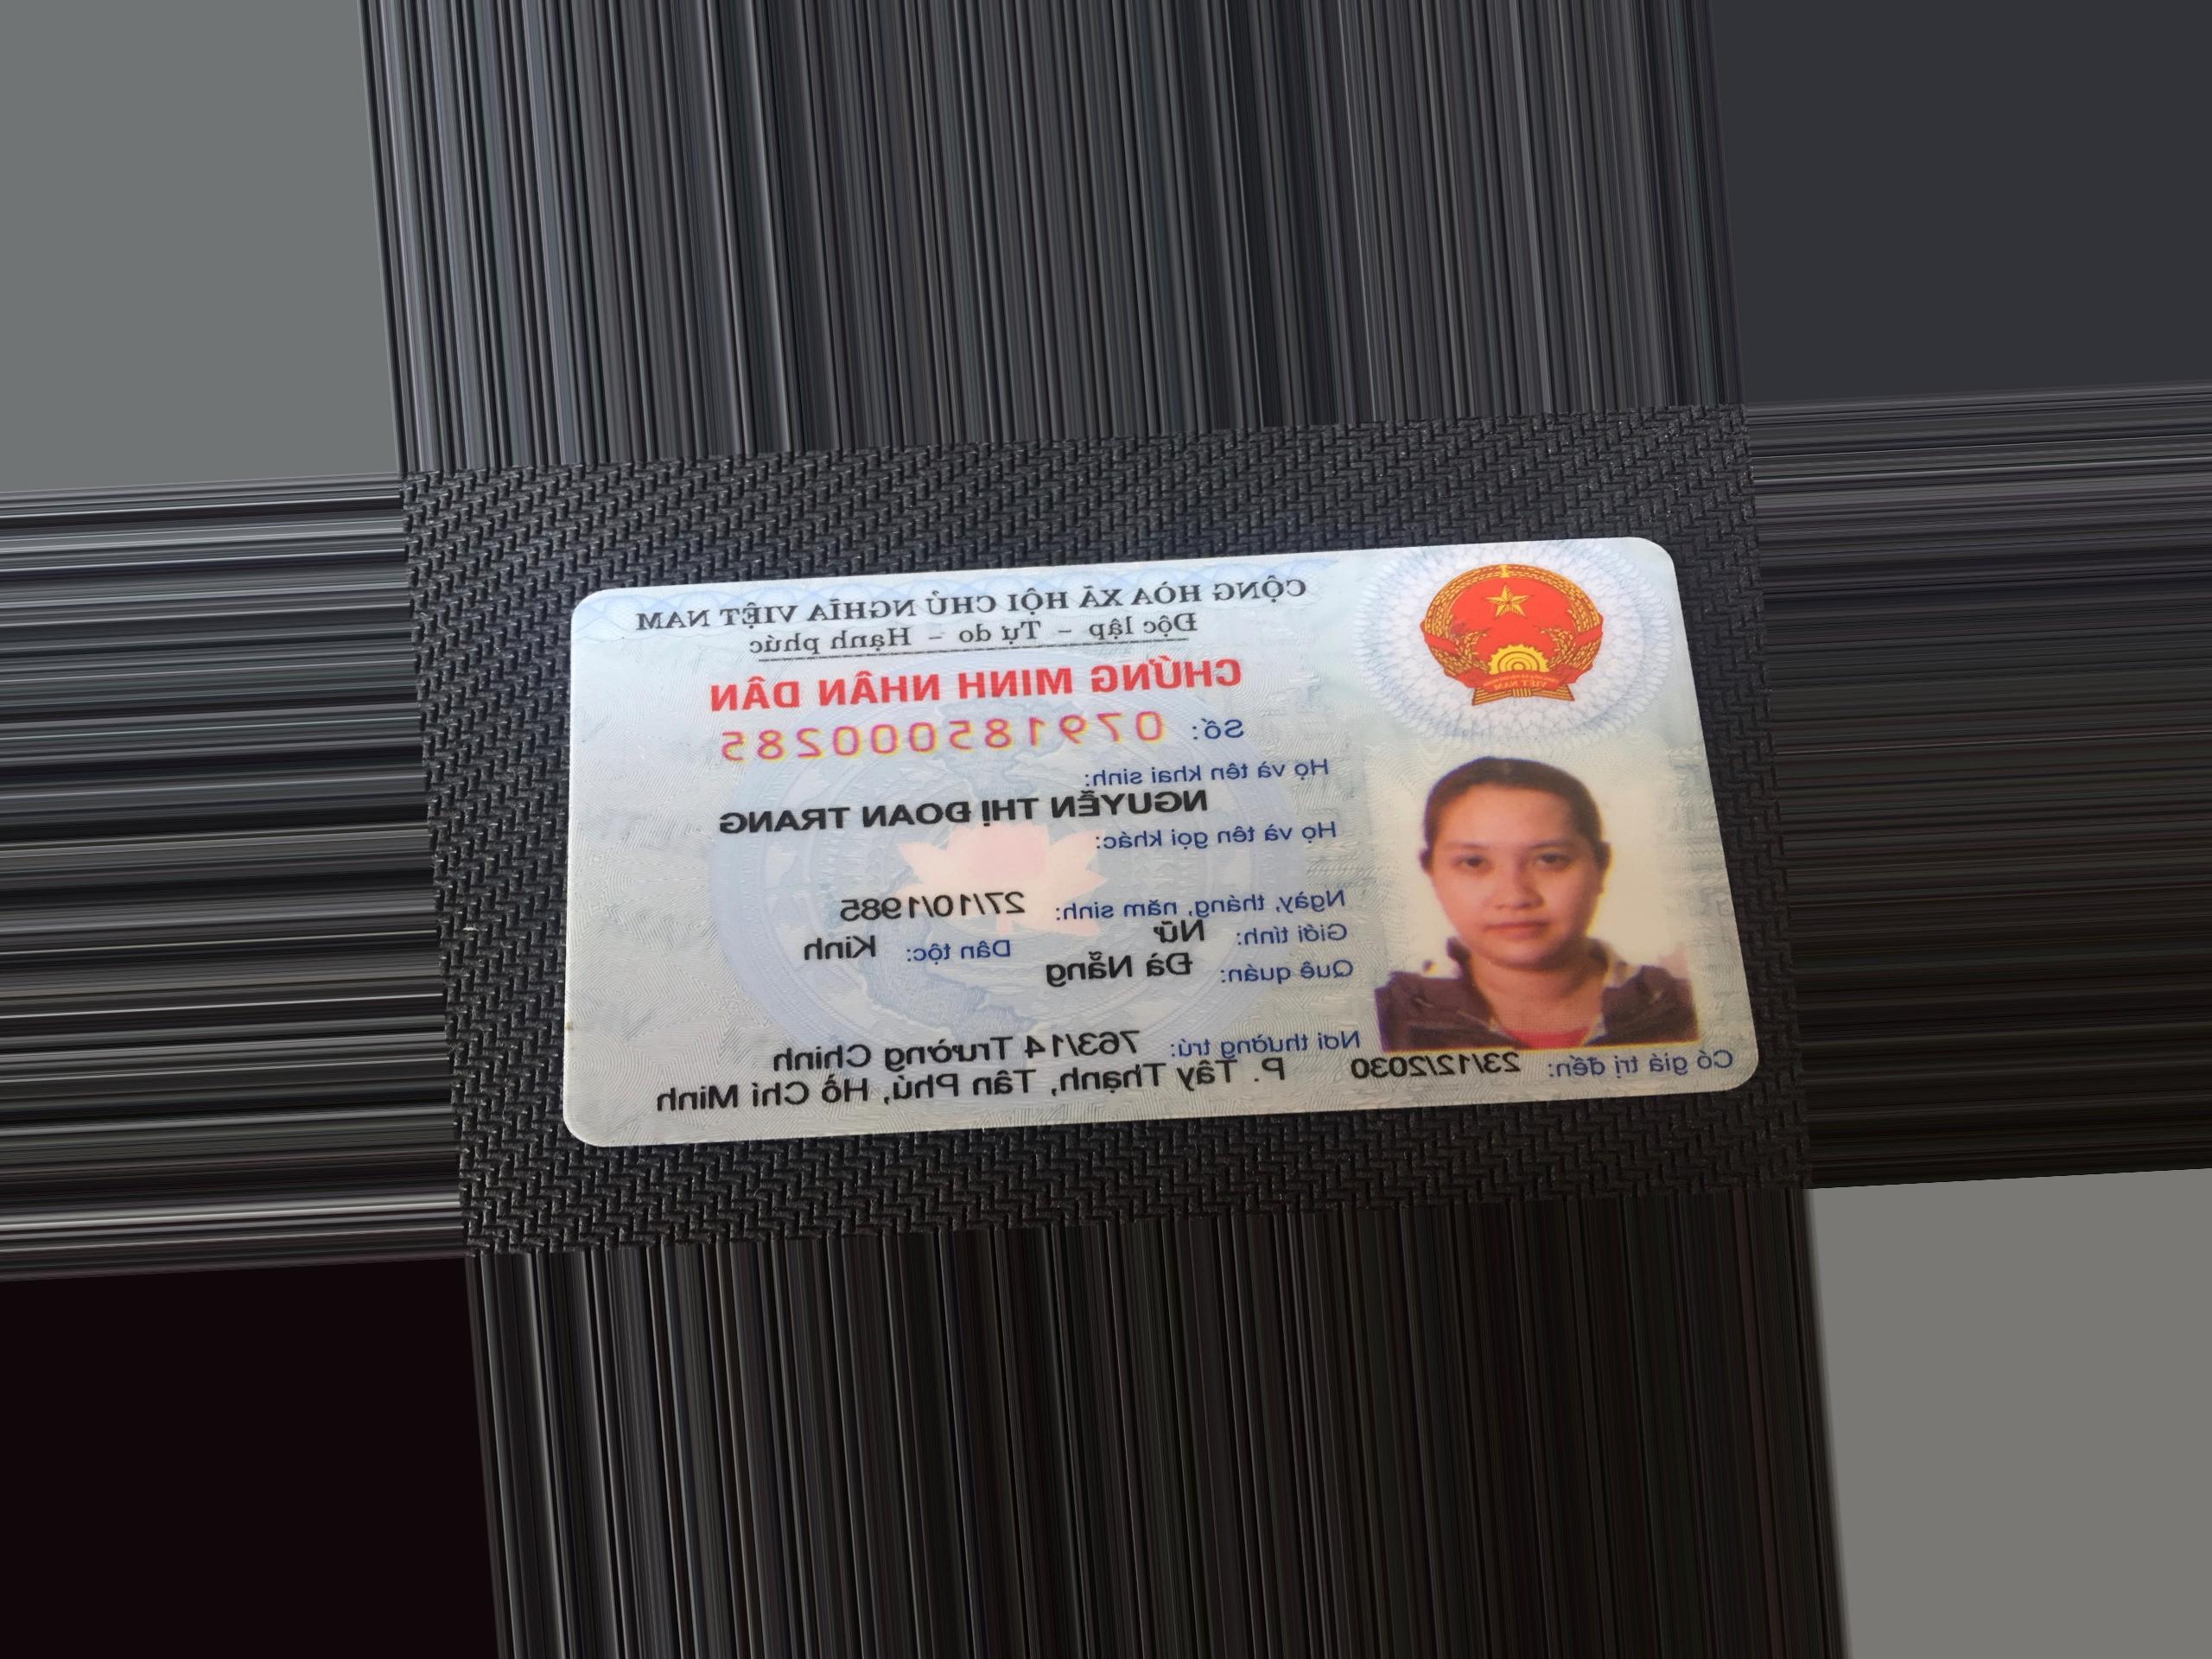 CỘNG HÒA XÃ HỘI CHỦ NGHĨA VIỆT NAM
Độc lập - Tự do - Hạnh phúc
CHỨNG MINH NHÂN DÂN
Số: 079185000285
Họ và tên khai sinh:
NGUYỄN THỊ ĐOAN TRANG
Họ và tên gọi khác:
Ngày, tháng, năm sinh: 27/10/1985
Giới tính: Nữ Dân tộc: Kinh
Quê quán: Đà Nẵng
Nơi thường trú: 763/14 Trường Chinh
P. Tây Thạnh, Tân Phú, Hồ Chí Minh
Có giá trị đến: 23/12/2030
VIỆT NAM